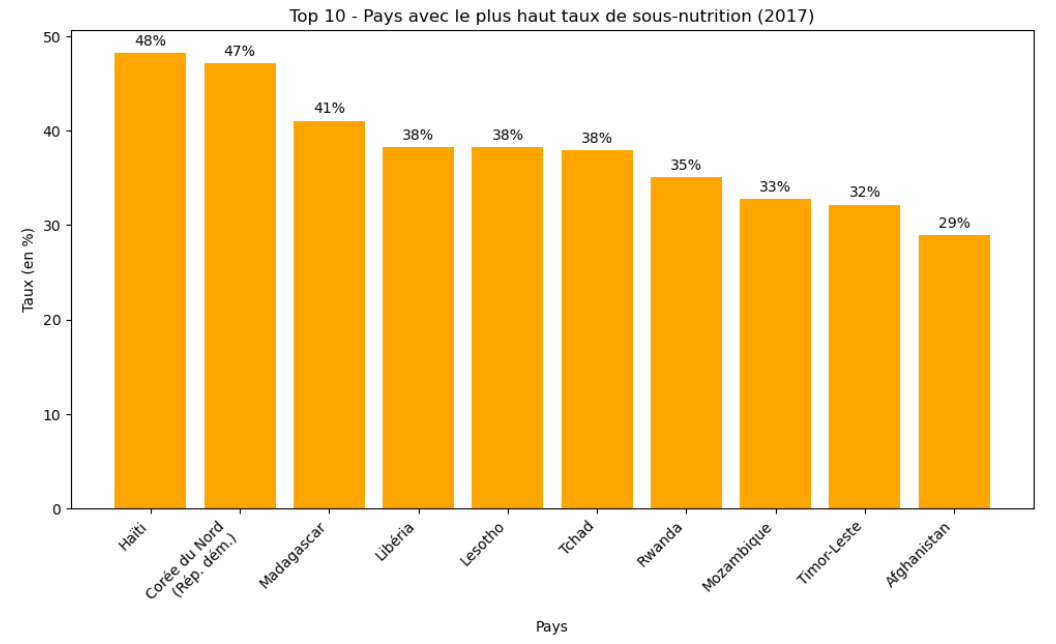 Top 10 - Pays avec le plus haut taux de sous-nutrition (2017)
Taux (en %)
50
40
30
20
10
0
48%
47%
41%
38%
38%
38%
35%
33%
32%
29%
Haïti
Corée du Nord
(Rép. dém.)
Madagascar
Libéria
Lesotho
Tchad
Rwanda
Mozambique
Timor-Leste
Afghanistan
Pays